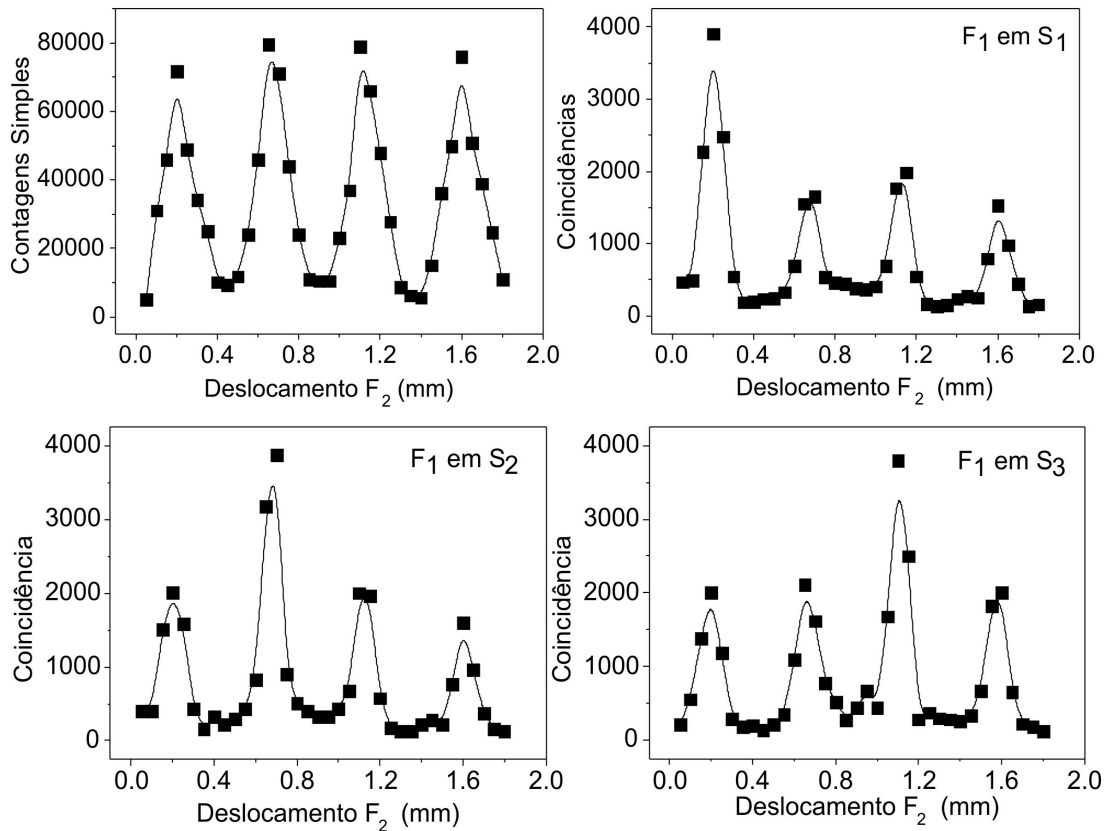 Contagens Simples
80000
60000
40000
20000
0
0.0 0.4 0.8 1.2 1.6 2.0
Deslocamento F2 (mm)
F1 em S1
Coincidências
4000
3000
2000
1000
0
0.0 0.4 0.8 1.2 1.6 2.0
Deslocamento F2 (mm)
F1 em S2
Coincidência
4000
3000
2000
1000
0
0.0 0.4 0.8 1.2 1.6 2.0
Deslocamento F2 (mm)
F1 em S3
Coincidência
4000
3000
2000
1000
0
0.0 0.4 0.8 1.2 1.6 2.0
Deslocamento F2 (mm)